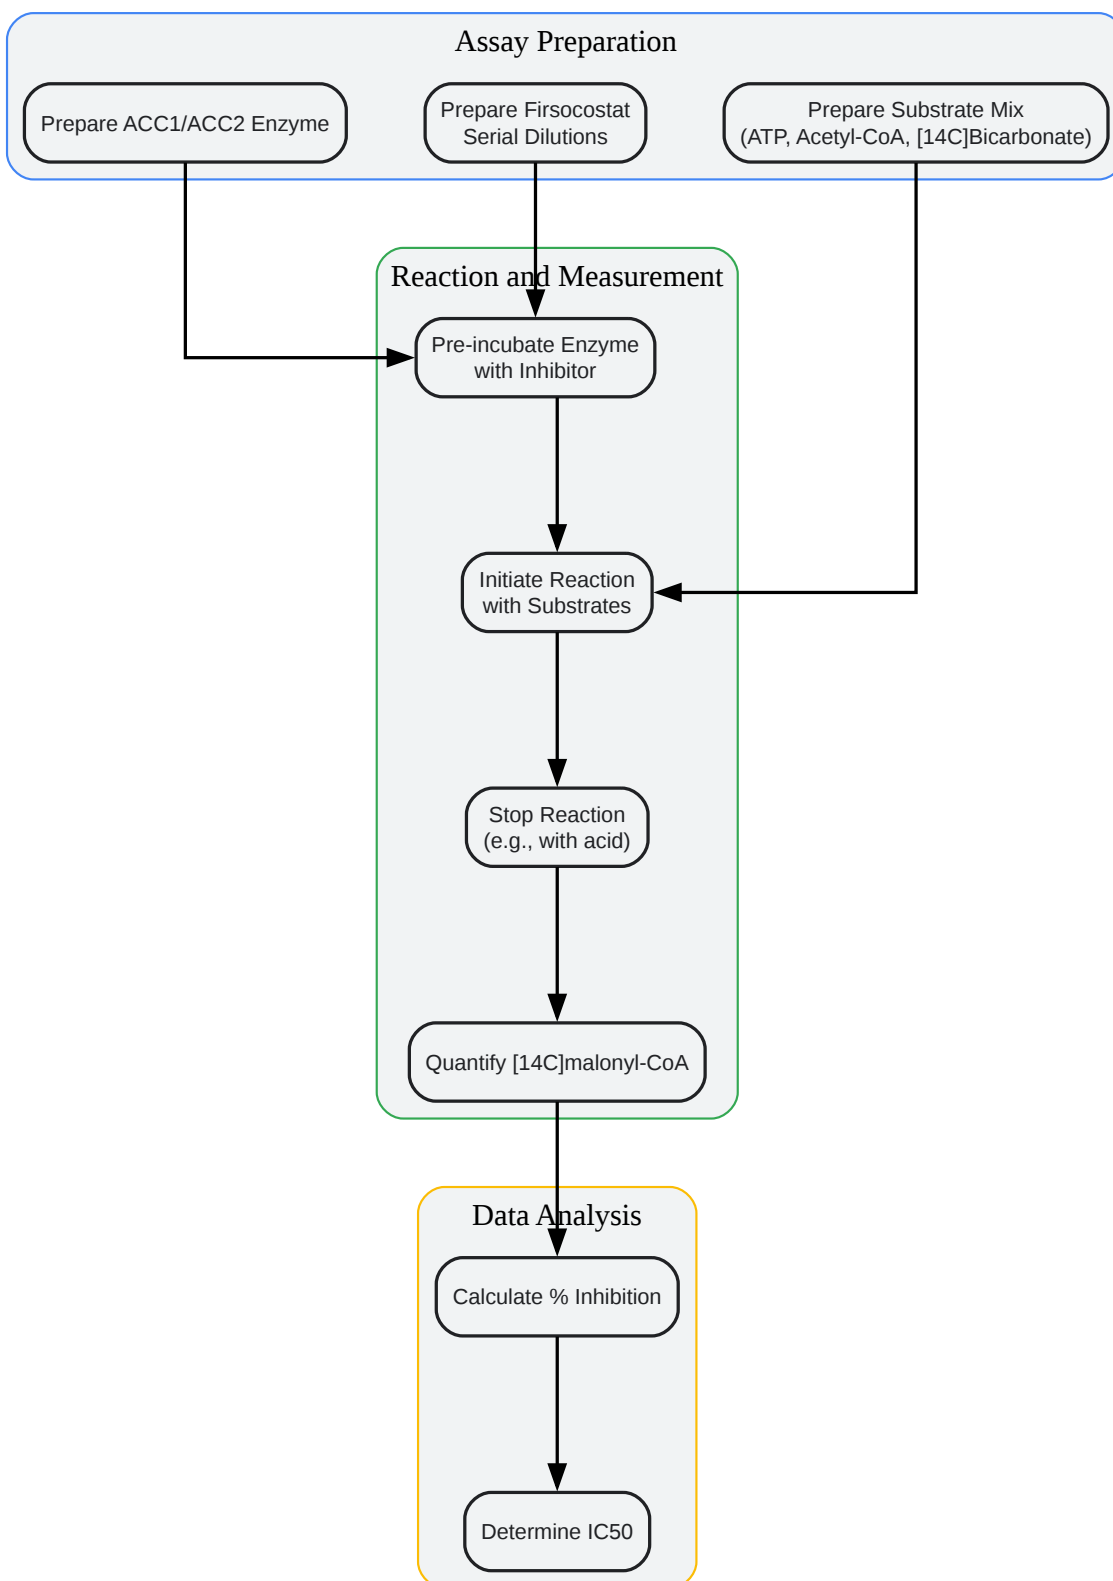 Assay Preparation
Prepare ACC1/ACC2 Enzyme
Prepare Firsocostat
Serial Dilutions
Prepare Substrate Mix
(ATP, Acetyl-CoA, [14C]Bicarbonate)
Reaction and Measurement
Pre-incubate Enzyme
with Inhibitor
Initiate Reaction
with Substrates
Stop Reaction
(e.g., with acid)
Quantify [14C]malonyl-CoA
Data Analysis
Calculate % Inhibition
Determine IC50